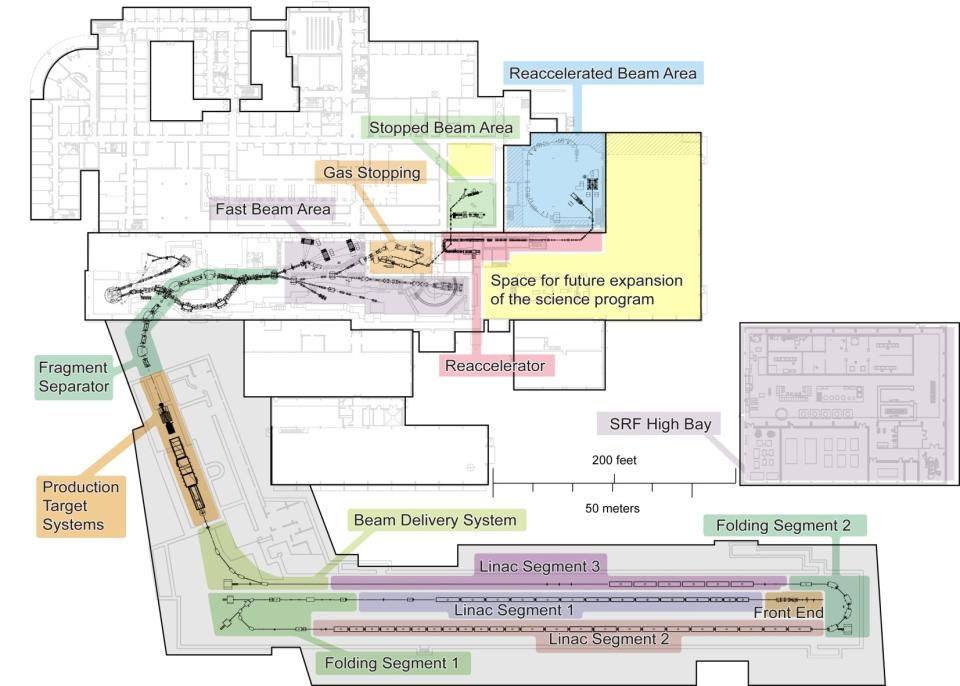 Reaccelerated Beam Area
Stopped Beam Area
Gas Stopping
Fast Beam Area
Space for future expansion
of the science program
Fragment
Separator
Reaccelerator
SRF High Bay
200 feet
50 meters
Production
Target
Systems
Beam Delivery System
Folding Segment 2
Linac Segment 3
Linac Segment 1
Front End
Linac Segment 2
Folding Segment 1